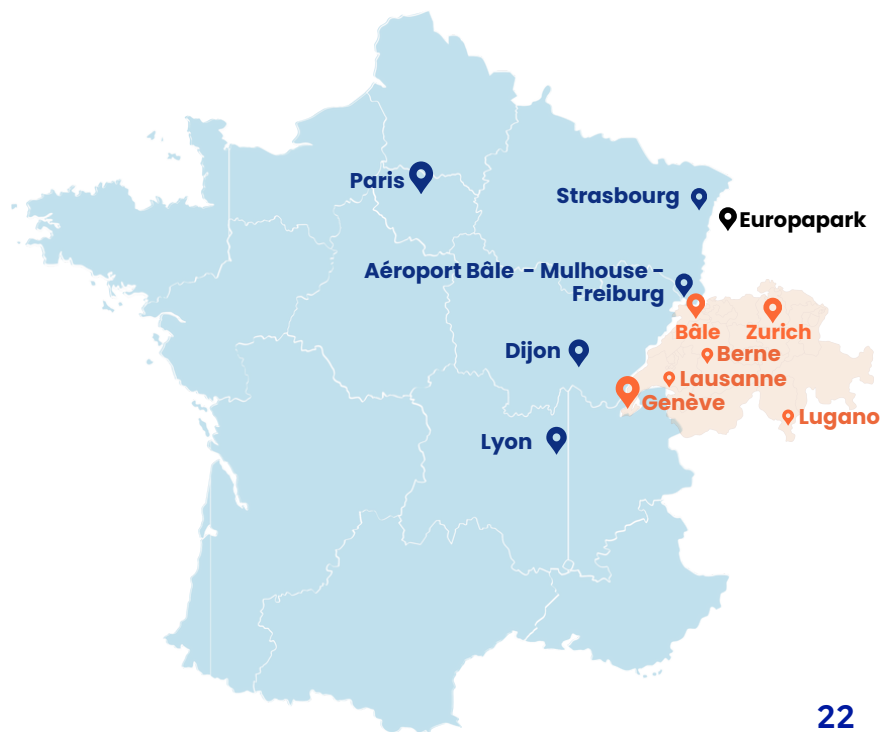 Paris
Strasbourg
Europapark
Aéroport Bâle - Mulhouse -
Freiburg
Bâle
Zurich
Dijon
Berne
Lausanne
Genève
Lugano
Lyon
22